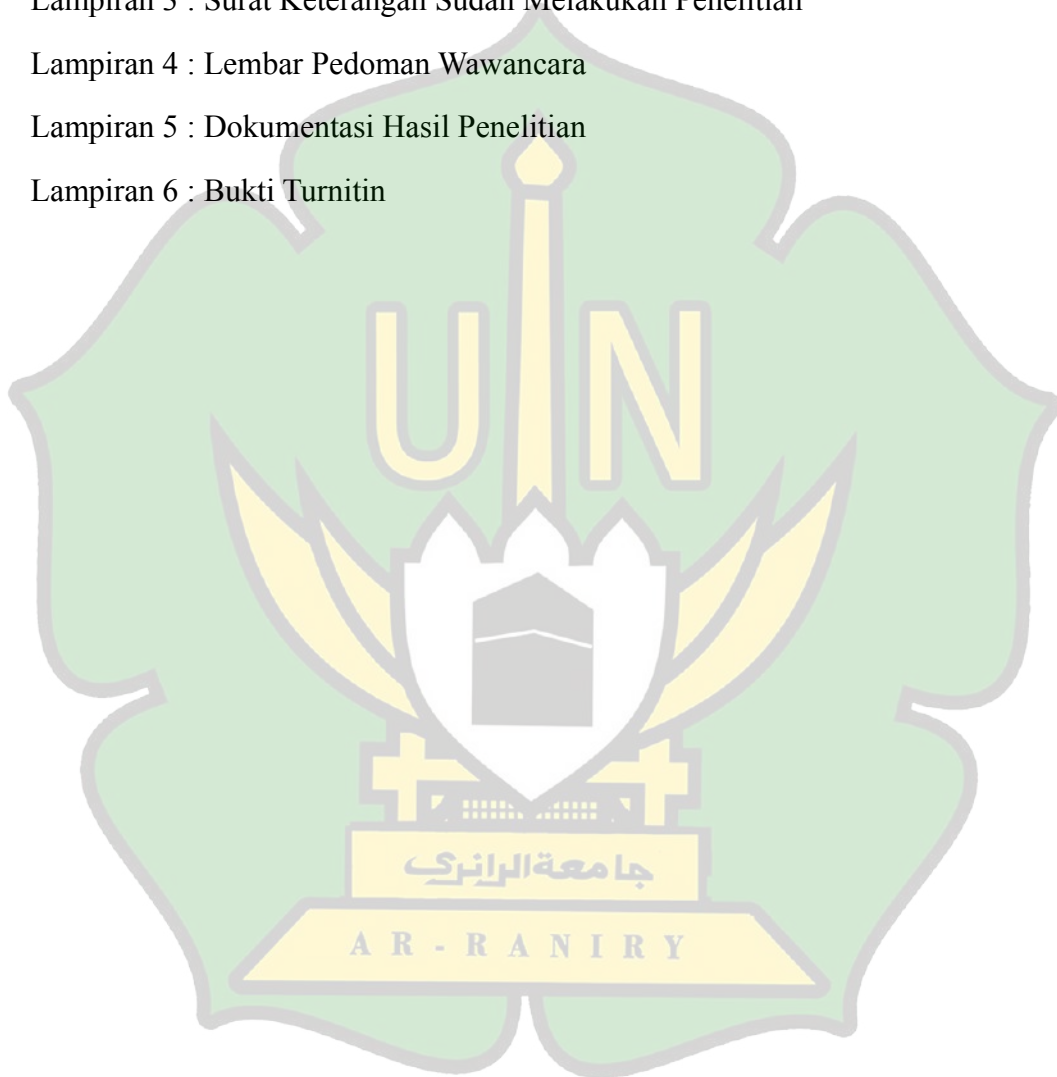 Lampiran 3 : Surat Keterangan Sudah Melakukan Penelitian
Lampiran 4 : Lembar Pedoman Wawancara
Lampiran 5 : Dokumentasi Hasil Penelitian
Lampiran 6 : Bukti Turnitin
UIN
جامعة الرانري
AR-RANIRY